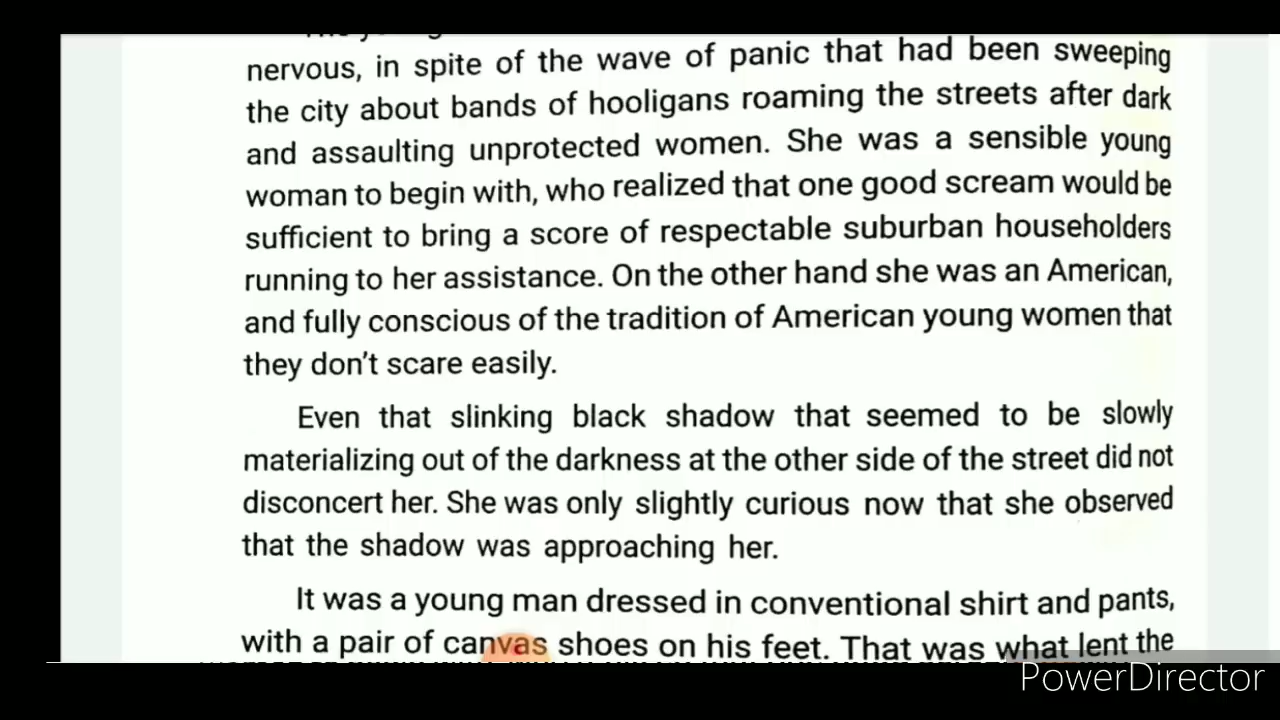 nervous, in spite of the wave of panic that had been sweeping
the city about bands of hooligans roaming the streets after dark
and assaulting unprotected women. She was a sensible young
woman to begin with, who realized that one good scream would be
sufficient to bring a score of respectable suburban householders
running to her assistance. On the other hand she was an American,
and fully conscious of the tradition of American young women that
they don't scare easily.
Even that slinking black shadow that seemed to be slowly
materializing out of the darkness at the other side of the street did not
disconcert her. She was only slightly curious now that she observed
that the shadow was approaching her.
It was a young man dressed in conventional shirt and pants,
with a pair of canvas shoes on his feet. That was what lent the
PowerDirector